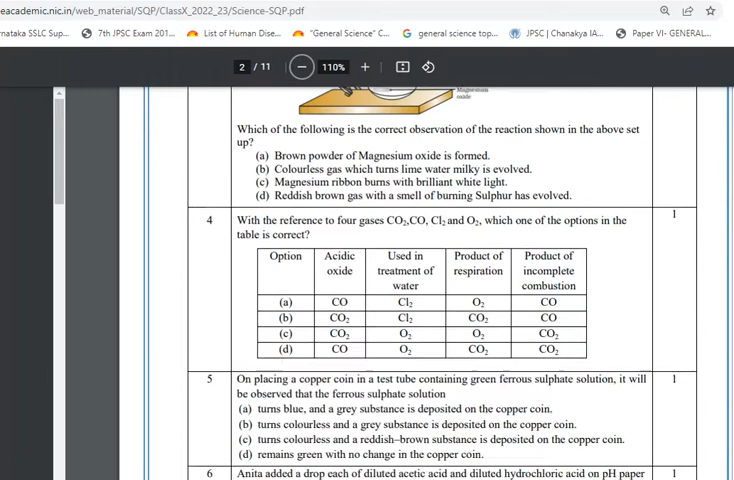 eacademic.nic.in/web_material/SQP/ClassX_2022_23/Science-SQP.pdf
rnataka SSLC Sup... 7th JPSC Exam 201... List of Human Dise... "General Science" C... general science top... JPSC | Chanakya IA... Paper VI- GENERAL...
2 / 11 — 110% +
Magnesium
oxide
Which of the following is the correct observation of the reaction shown in the above set
up?
(a) Brown powder of Magnesium oxide is formed.
(b) Colourless gas which turns lime water milky is evolved.
(c) Magnesium ribbon burns with brilliant white light.
(d) Reddish brown gas with a smell of burning Sulphur has evolved.
4 With the reference to four gases CO₂,CO, Cl₂ and O₂, which one of the options in the 1
table is correct?
Option Acidic Used in Product of Product of
oxide treatment of respiration incomplete
water combustion
(a) CO Cl₂ O₂ CO
(b) CO₂ Cl₂ CO₂ CO
(c) CO₂ O₂ O₂ CO₂
(d) CO O₂ CO₂ CO₂
5 On placing a copper coin in a test tube containing green ferrous sulphate solution, it will 1
be observed that the ferrous sulphate solution
(a) turns blue, and a grey substance is deposited on the copper coin.
(b) turns colourless and a grey substance is deposited on the copper coin.
(c) turns colourless and a reddish–brown substance is deposited on the copper coin.
(d) remains green with no change in the copper coin.
6 Anita added a drop each of diluted acetic acid and diluted hydrochloric acid on pH paper 1